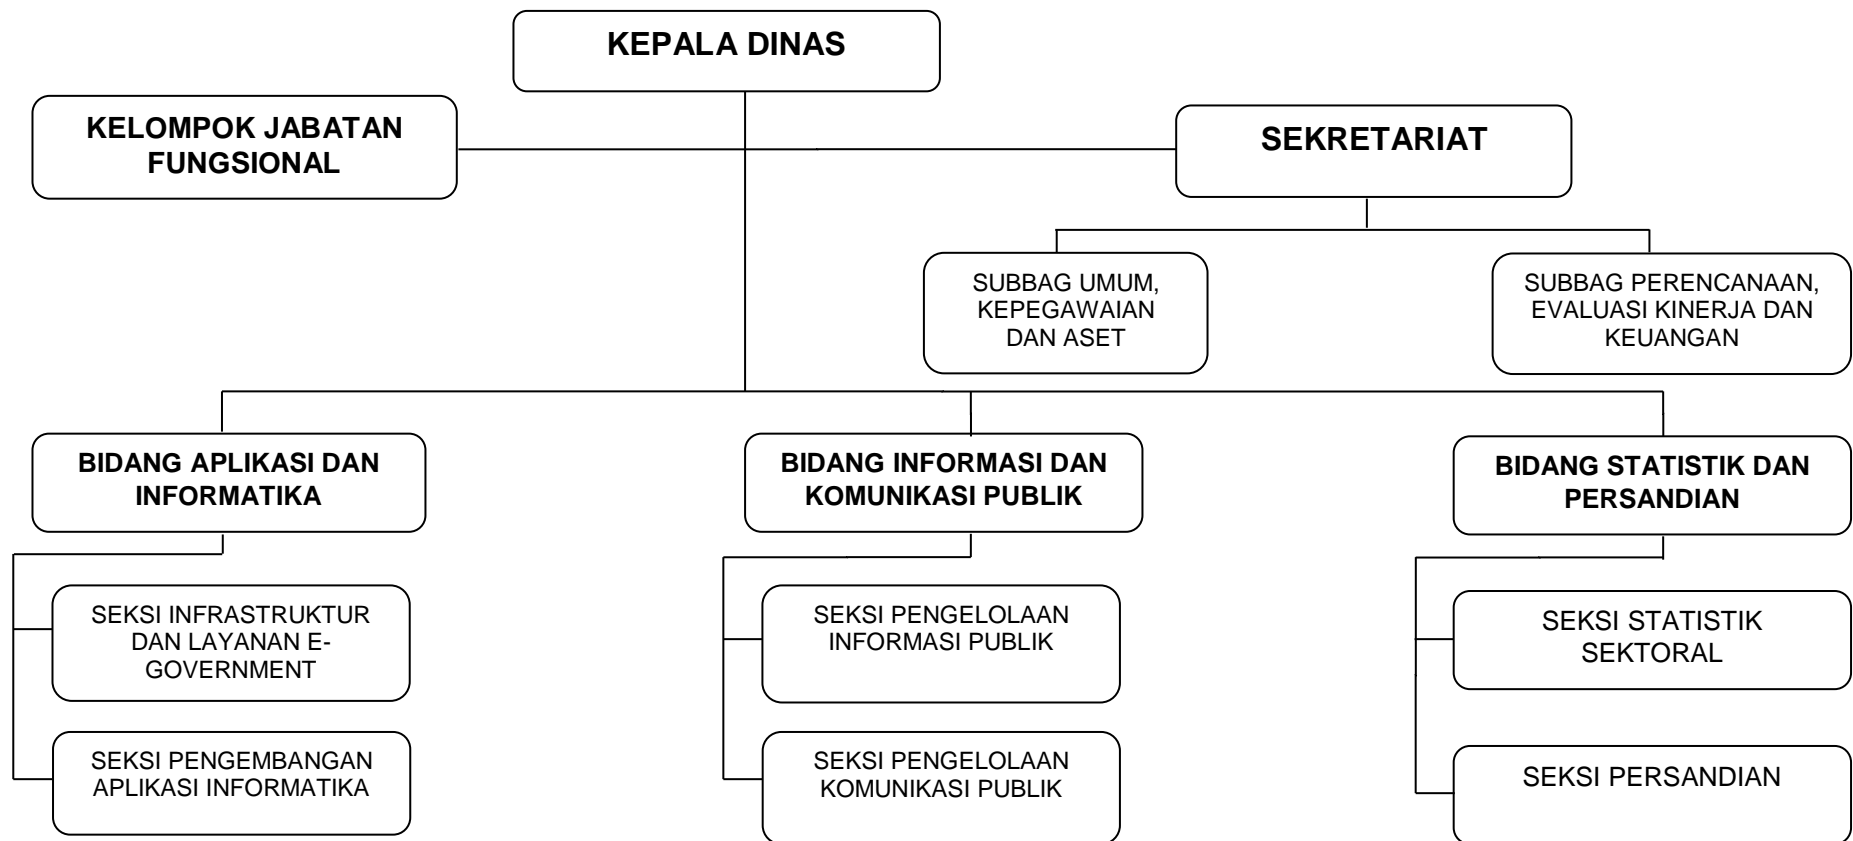 KEPALA DINAS
KELOMPOK JABATAN
FUNGSIONAL
SEKRETARIAT
SUBBAG UMUM,
KEPEGAWAIAN
DAN ASET
SUBBAG PERENCANAAN,
EVALUASI KINERJA DAN
KEUANGAN
BIDANG APLIKASI DAN
INFORMATIKA
BIDANG INFORMASI DAN
KOMUNIKASI PUBLIK
BIDANG STATISTIK DAN
PERSANDIAN
SEKSI INFRASTRUKTUR
DAN LAYANAN E-
GOVERNMENT
SEKSI PENGELOLAAN
INFORMASI PUBLIK
SEKSI STATISTIK
SEKTORAL
SEKSI PENGEMBANGAN
APLIKASI INFORMATIKA
SEKSI PENGELOLAAN
KOMUNIKASI PUBLIK
SEKSI PERSANDIAN